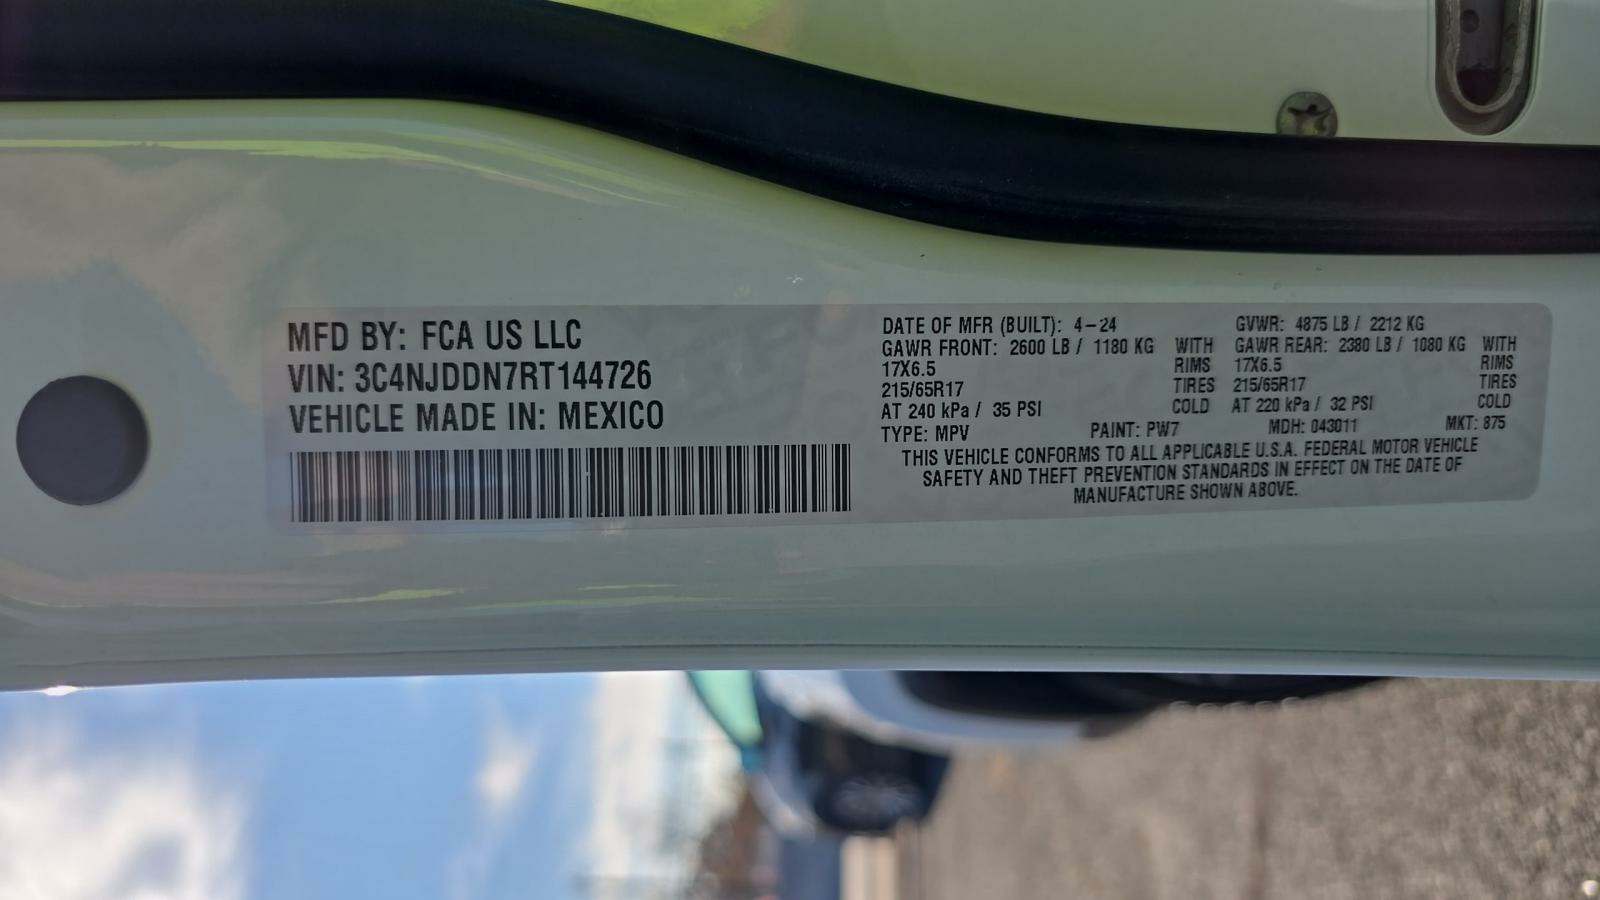 MFD BY: FCA US LLC
VIN: 3C4NJDDN7RT144726
VEHICLE MADE IN: MEXICO
DATE OF MFR (BUILT): 4-24
GAWR FRONT: 2600 LB / 1180 KG WITH
17X6.5 RIMS
215/65R17 TIRES
AT 240 kPa / 35 PSI COLD
GVWR: 4875 LB / 2212 KG
GAWR REAR: 2380 LB / 1080 KG WITH
17X6.5 RIMS
215/65R17 TIRES
AT 220 kPa / 32 PSI COLD
TYPE: MPV PAINT: PW7 MDH: 043011 MKT: 875
THIS VEHICLE CONFORMS TO ALL APPLICABLE U.S.A. FEDERAL MOTOR VEHICLE
SAFETY AND THEFT PREVENTION STANDARDS IN EFFECT ON THE DATE OF
MANUFACTURE SHOWN ABOVE.